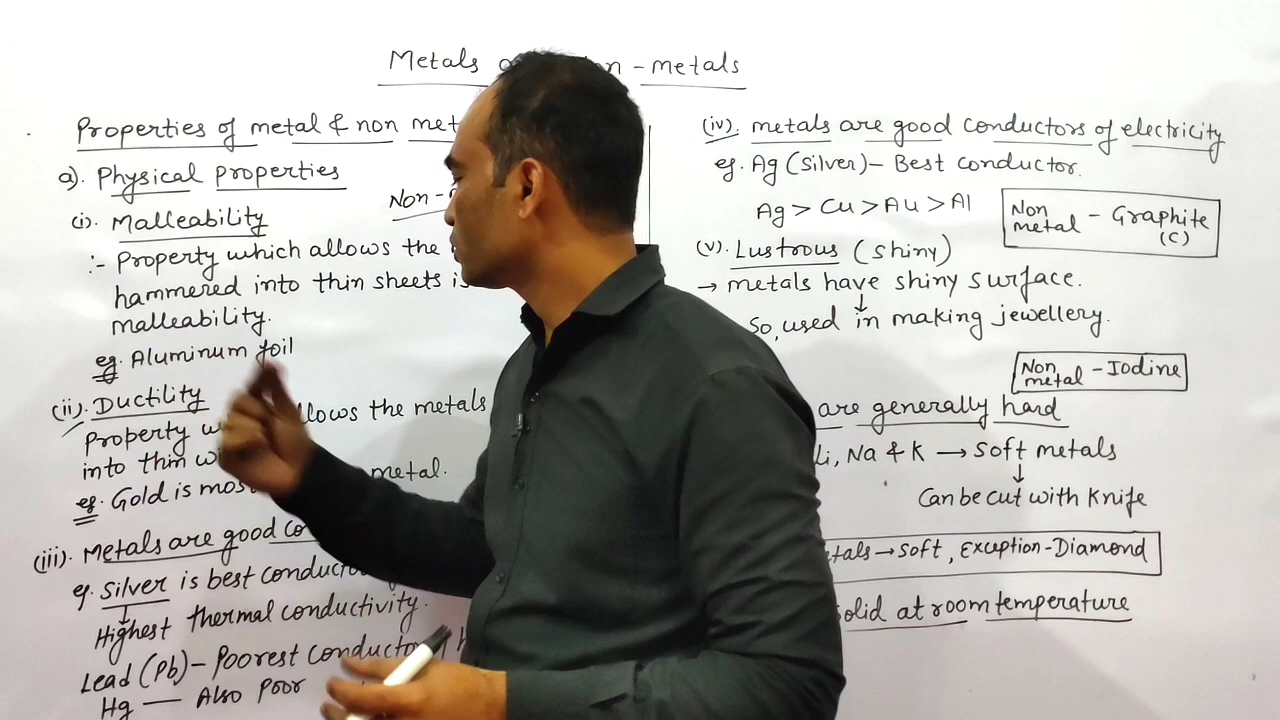 Metals n - metals
Properties of metal & non met
a). Physical properties
Non -
(i). Malleability
:- Property which allows the
hammered into thin sheets is
malleability.
eg. Aluminum foil
(ii). Ductility
Property w llows the metals
into thin wi metal.
eg. Gold is mos
(iii). Metals are good co
eg. Silver is best conduct
↓
Highest thermal conductivity.
Lead (Pb) - Poorest conductor
Hg — Also Poor
(iv). metals are good conductors of electricity
eg. Ag (Silver) - Best conductor.
Ag > Cu > Au > Al
Non metal - Graphite (C)
(v). Lustrous (shiny)
→ metals have shiny surface.
↓
So, used in making jewellery.
Non metal - Iodine
are generally hard
Li, Na & K → Soft metals
↓
Can be cut with Knife
tals → Soft, Exception - Diamond
solid at room temperature